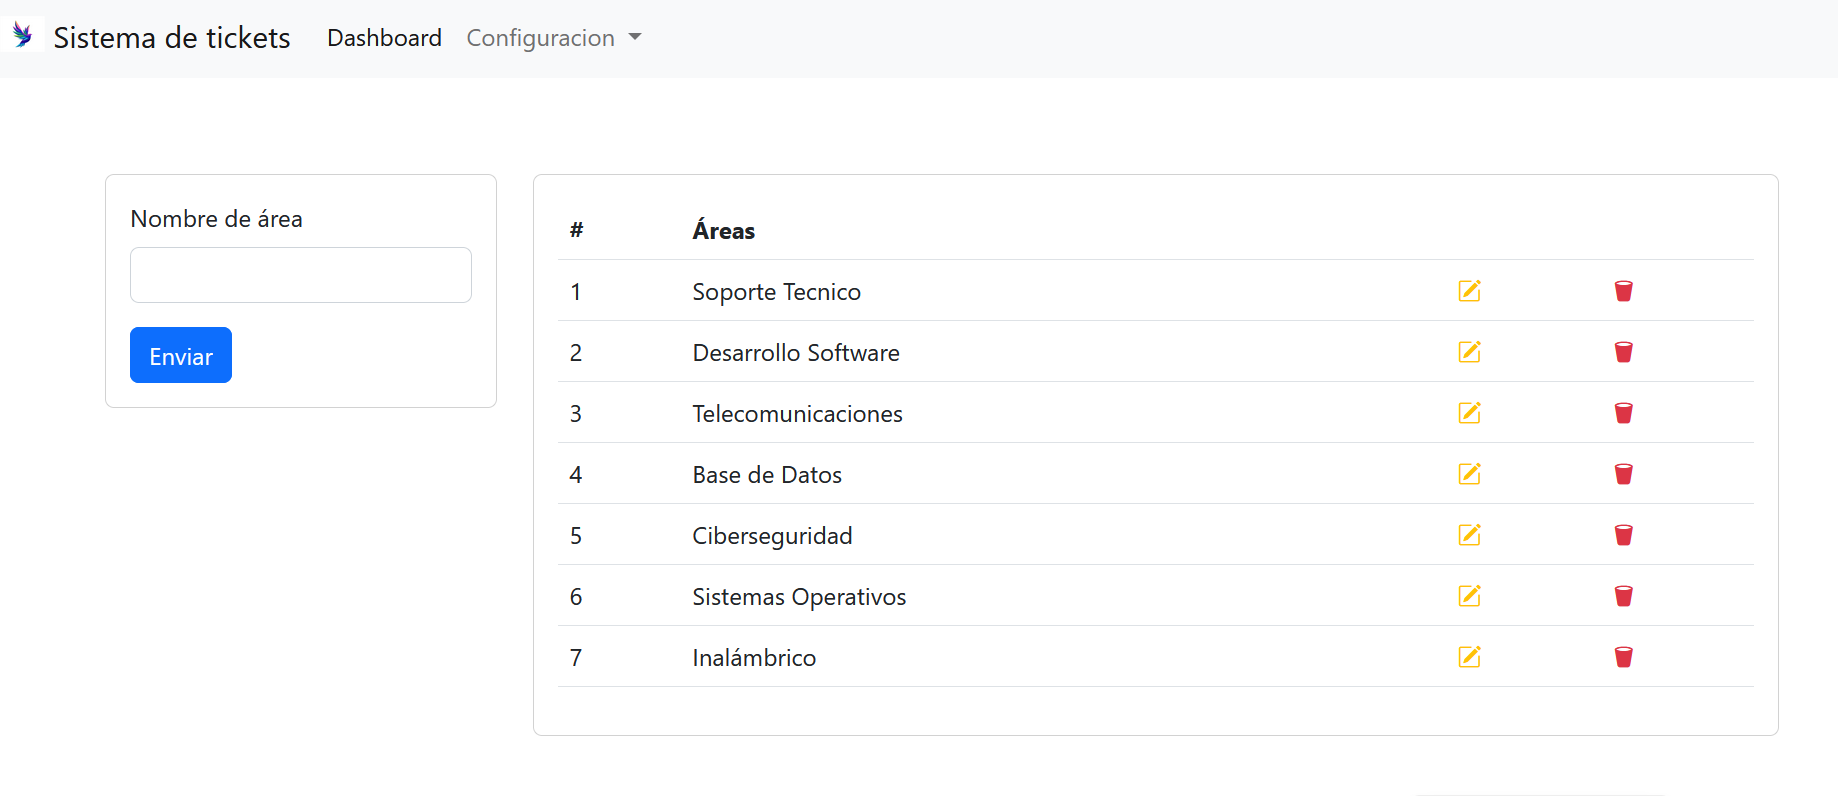 Sistema de tickets Dashboard Configuracion
Nombre de área
Enviar
# Áreas
1 Soporte Tecnico
2 Desarrollo Software
3 Telecomunicaciones
4 Base de Datos
5 Ciberseguridad
6 Sistemas Operativos
7 Inalámbrico